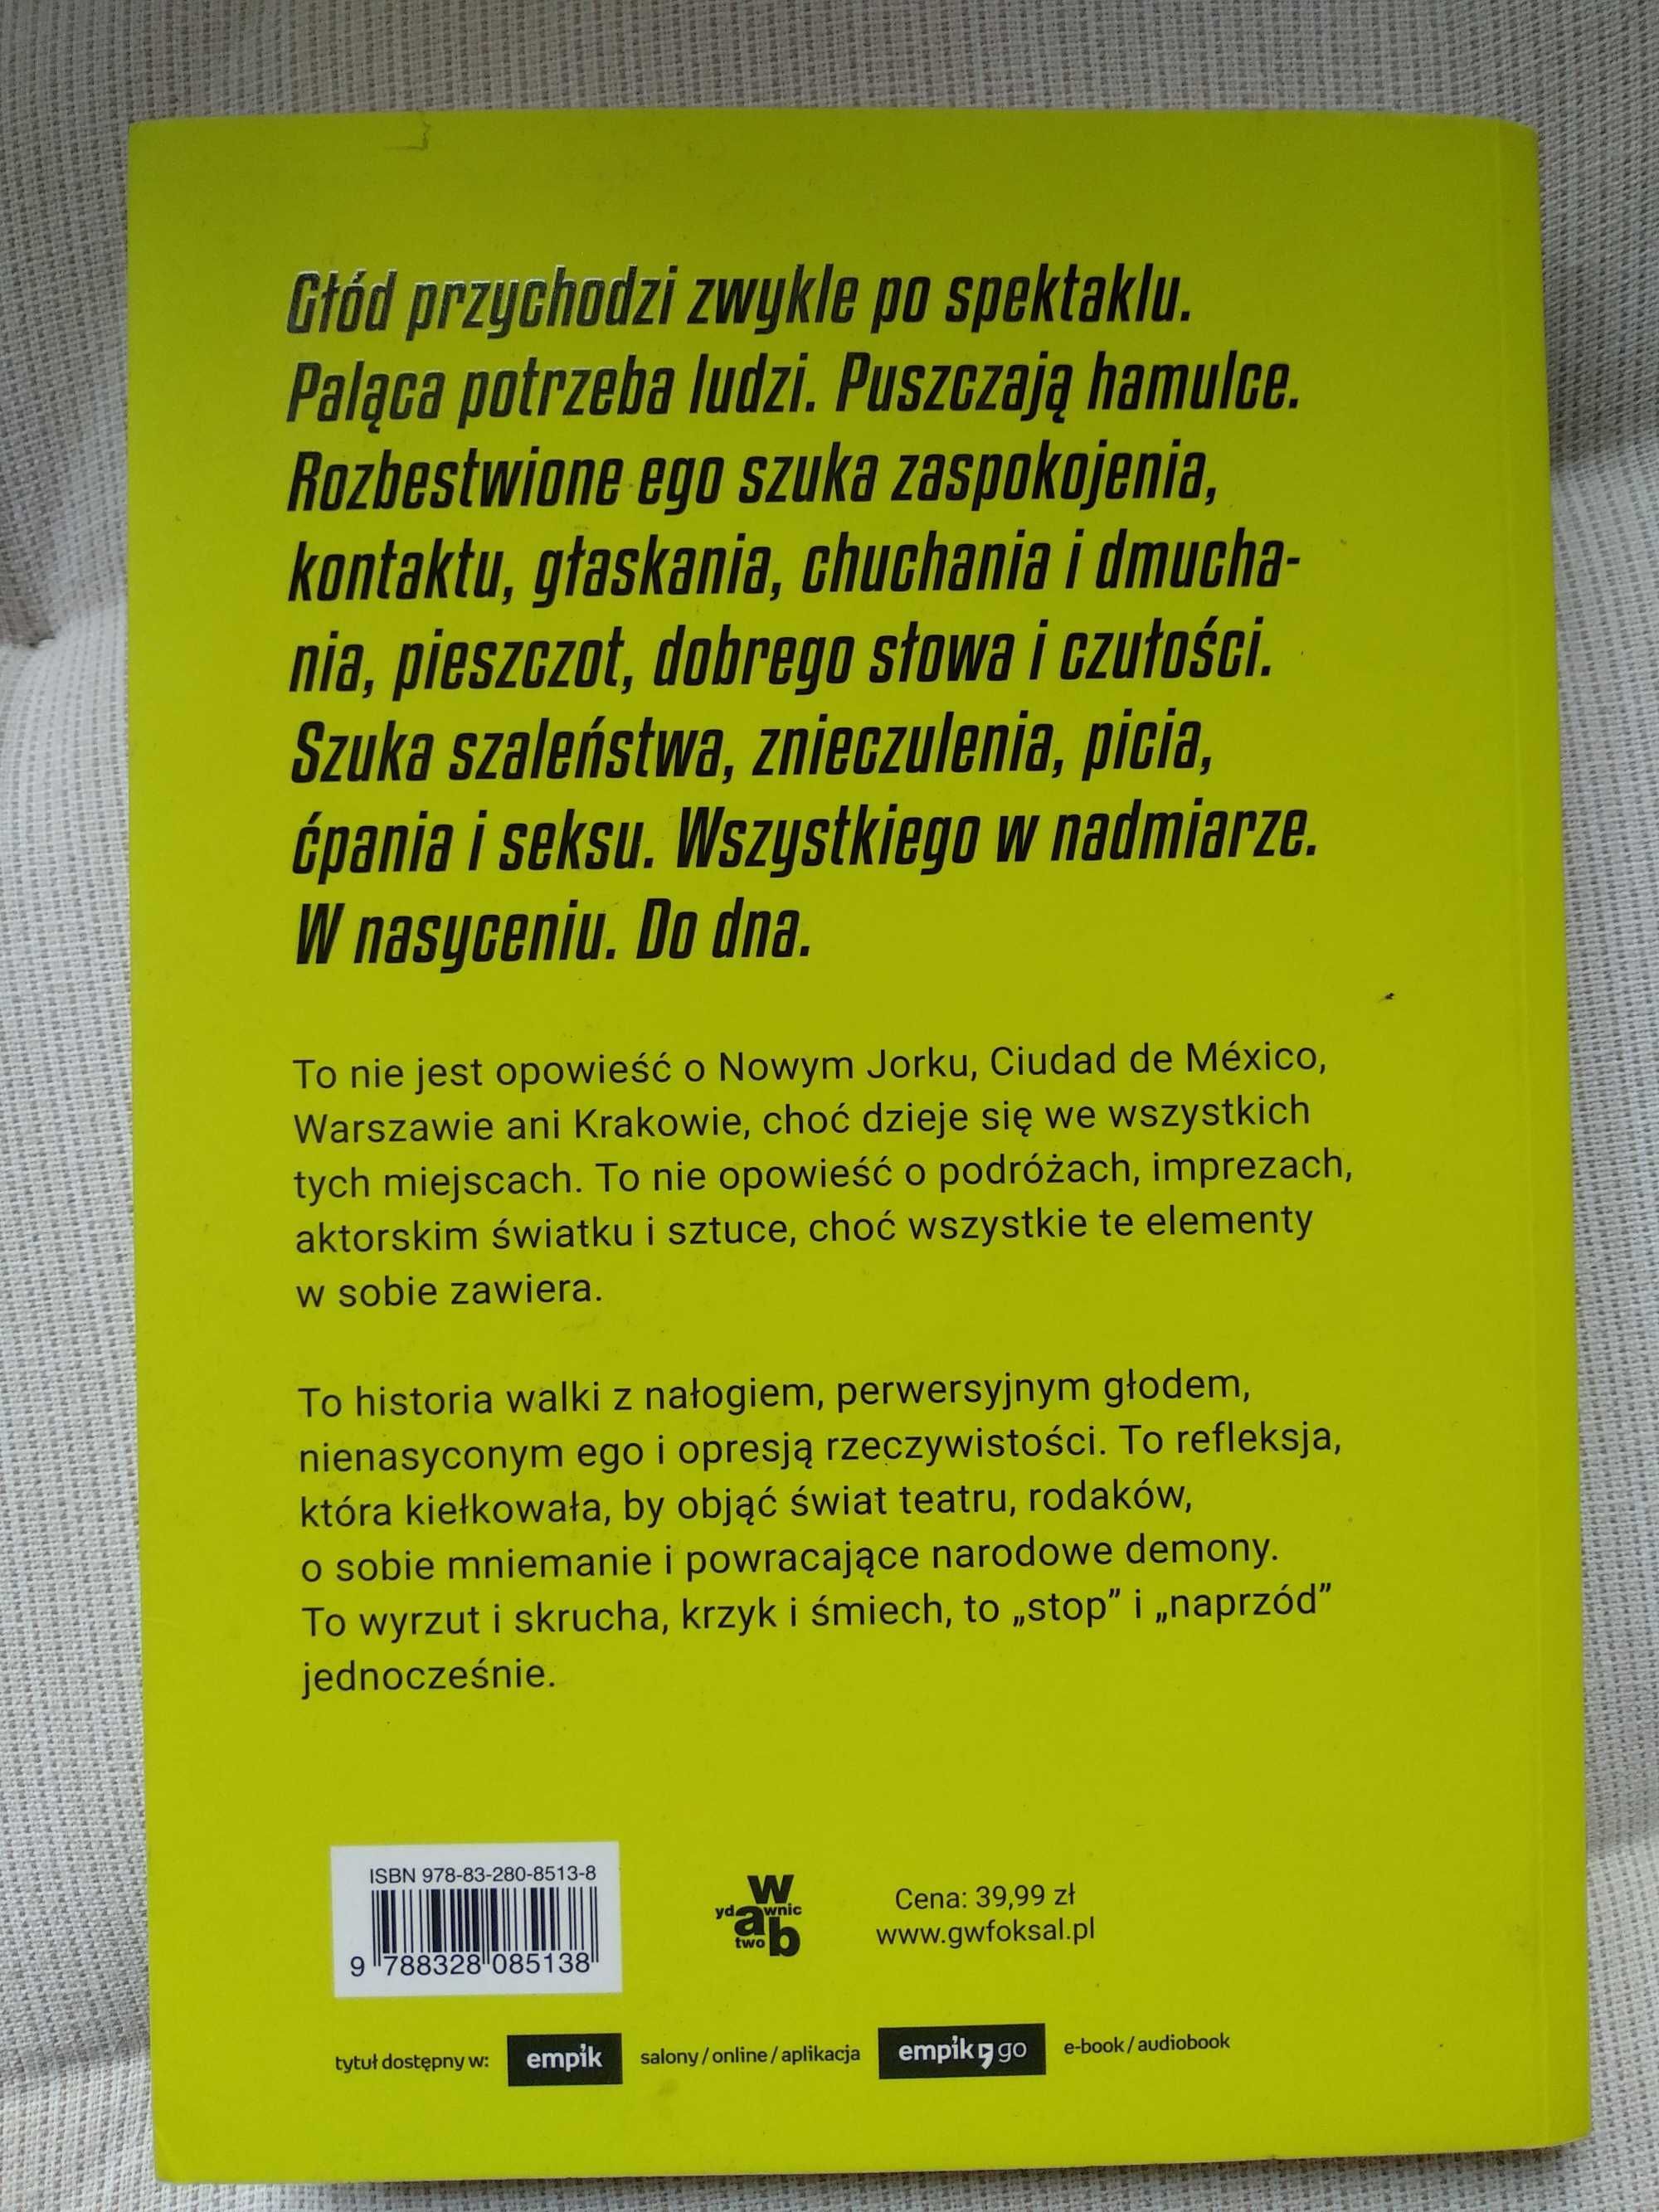 Głód przychodzi zwykle po spektaklu.
Paląca potrzeba ludzi. Puszczają hamulce.
Rozbestwione ego szuka zaspokojenia,
kontaktu, głaskania, chuchania i dmucha-
nia, pieszczot, dobrego słowa i czułości.
Szuka szaleństwa, znieczulenia, picia,
ćpania i seksu. Wszystkiego w nadmiarze.
W nasyceniu. Do dna.
To nie jest opowieść o Nowym Jorku, Ciudad de México,
Warszawie ani Krakowie, choć dzieje się we wszystkich
tych miejscach. To nie opowieść o podróżach, imprezach,
aktorskim światku i sztuce, choć wszystkie te elementy
w sobie zawiera.
To historia walki z nałogiem, perwersyjnym głodem,
nienasyconym ego i opresją rzeczywistości. To refleksja,
która kiełkowała, by objąć świat teatru, rodaków,
o sobie mniemanie i powracające narodowe demony.
To wyrzut i skrucha, krzyk i śmiech, to „stop” i „naprzód”
jednocześnie.
ISBN 978-83-280-8513-8
9 788328 085138
w
ydawnic
a
two b
Cena: 39,99 zł
www.gwfoksal.pl
tytuł dostępny w: empik salony/online/aplikacja empik go e-book/audiobook